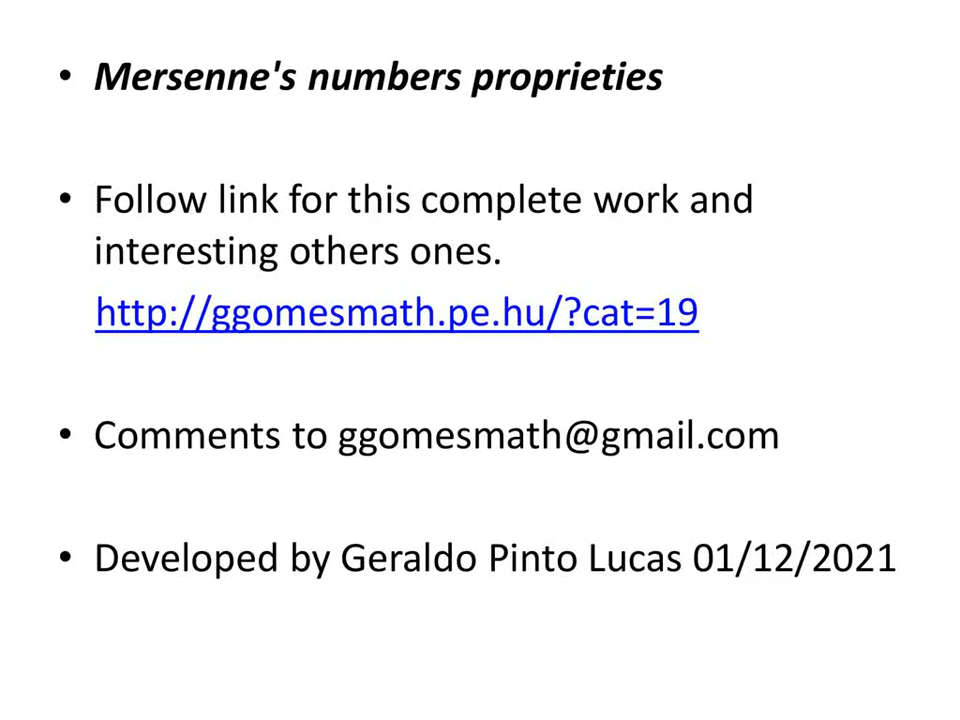 • Mersenne's numbers proprieties
• Follow link for this complete work and
interesting others ones.
http://ggomesmath.pe.hu/?cat=19
• Comments to ggomesmath@gmail.com
• Developed by Geraldo Pinto Lucas 01/12/2021